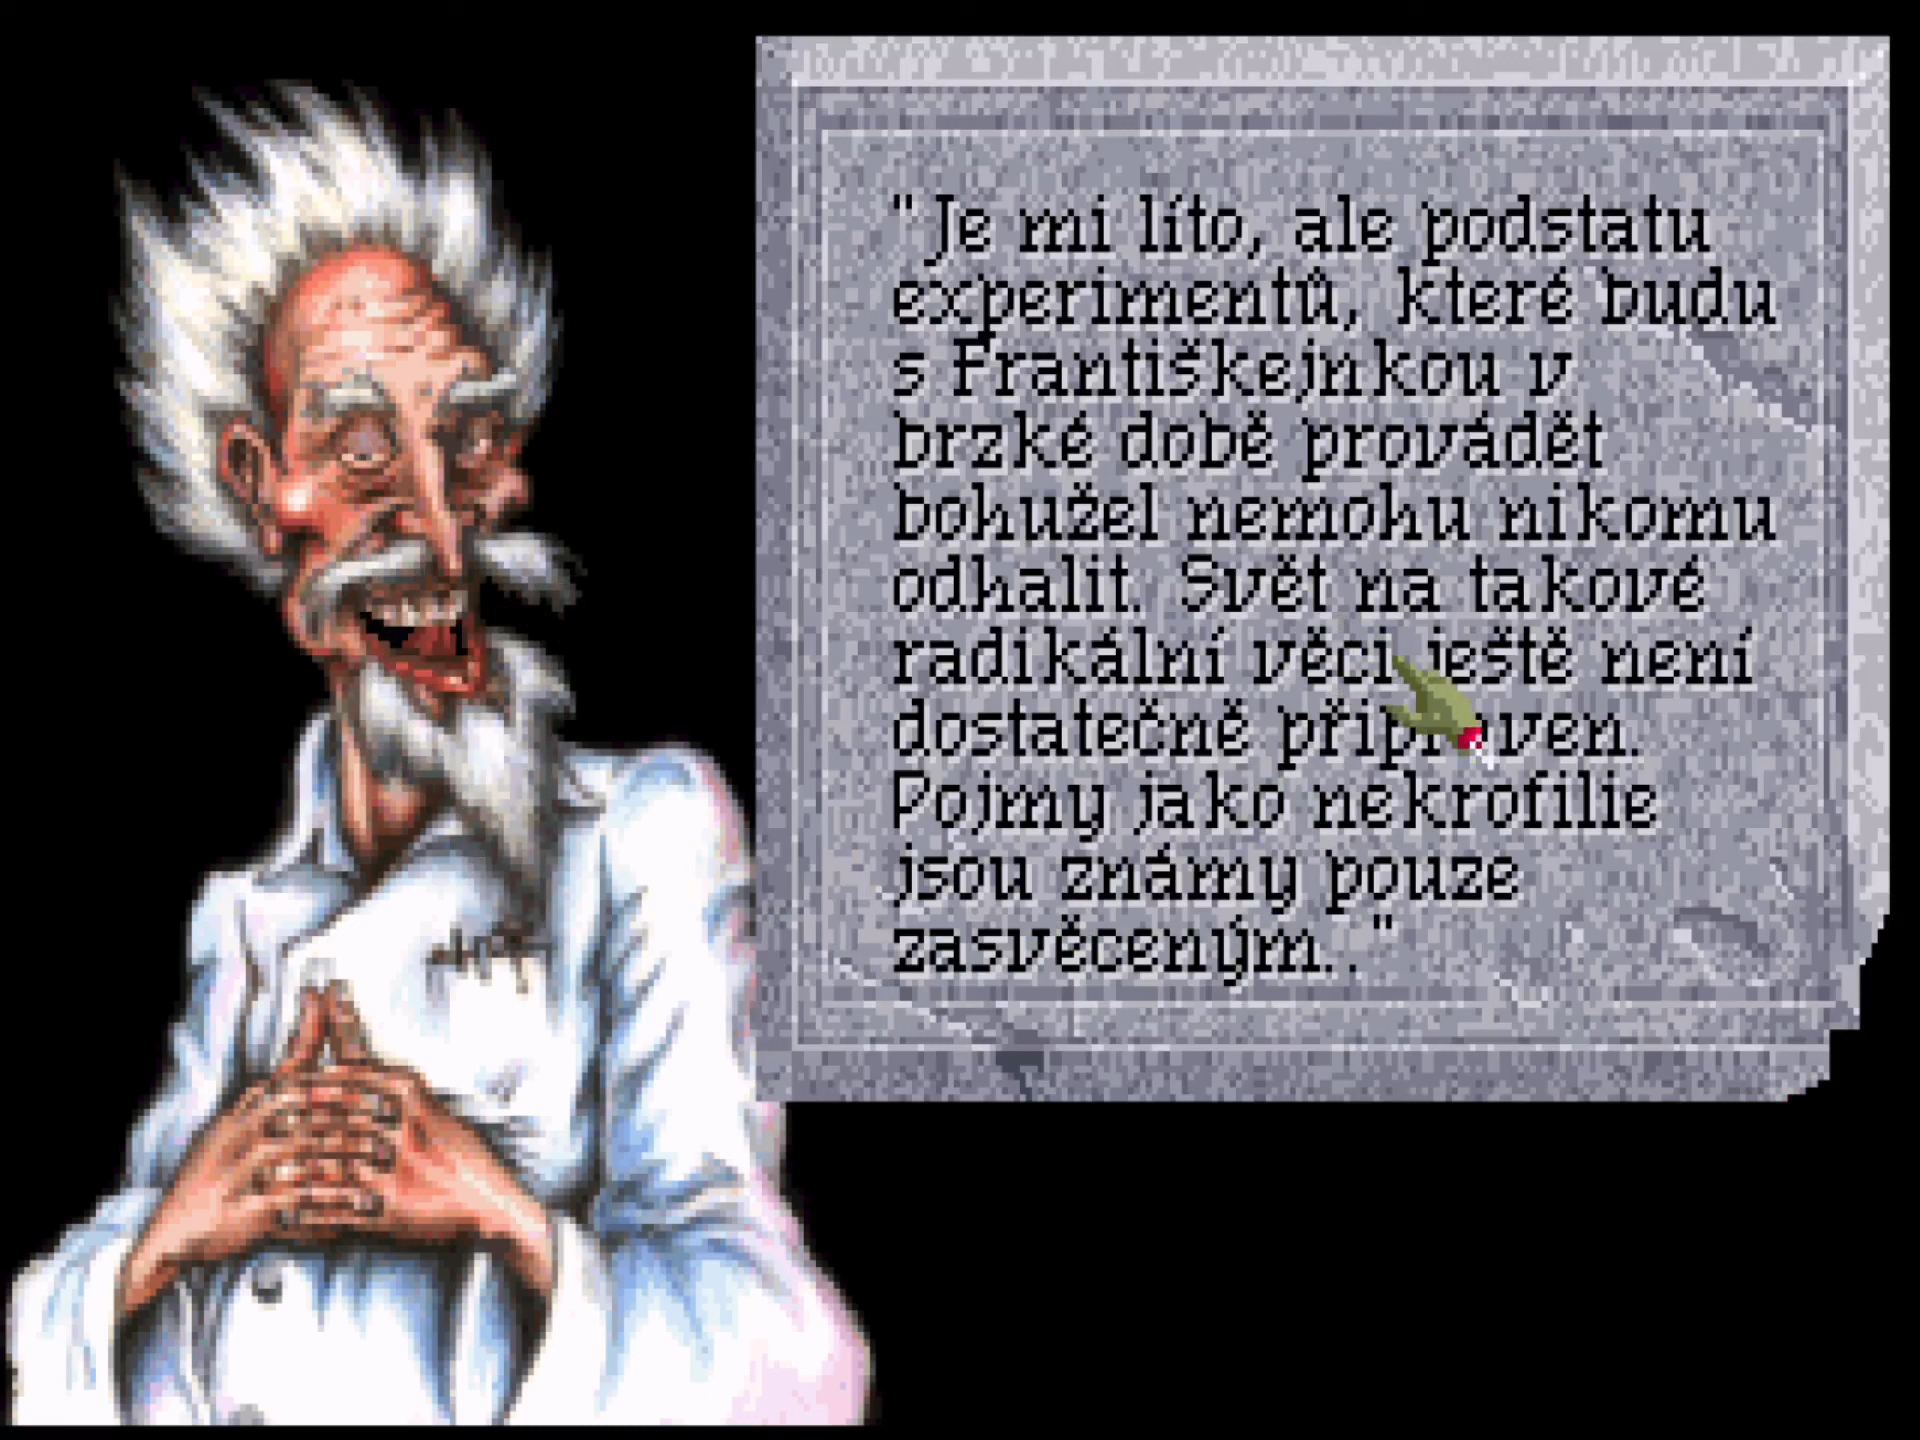 "Je mi líto, ale podstatu
experimentů, které budu
s Františkejnkou v
brzké době provádět
bohužel nemohu nikomu
odhalit. Svět na takové
radikální věci ještě není
dostatečně připraven.
Pojmy jako nekrofilie
jsou známy pouze
zasvěceným.."